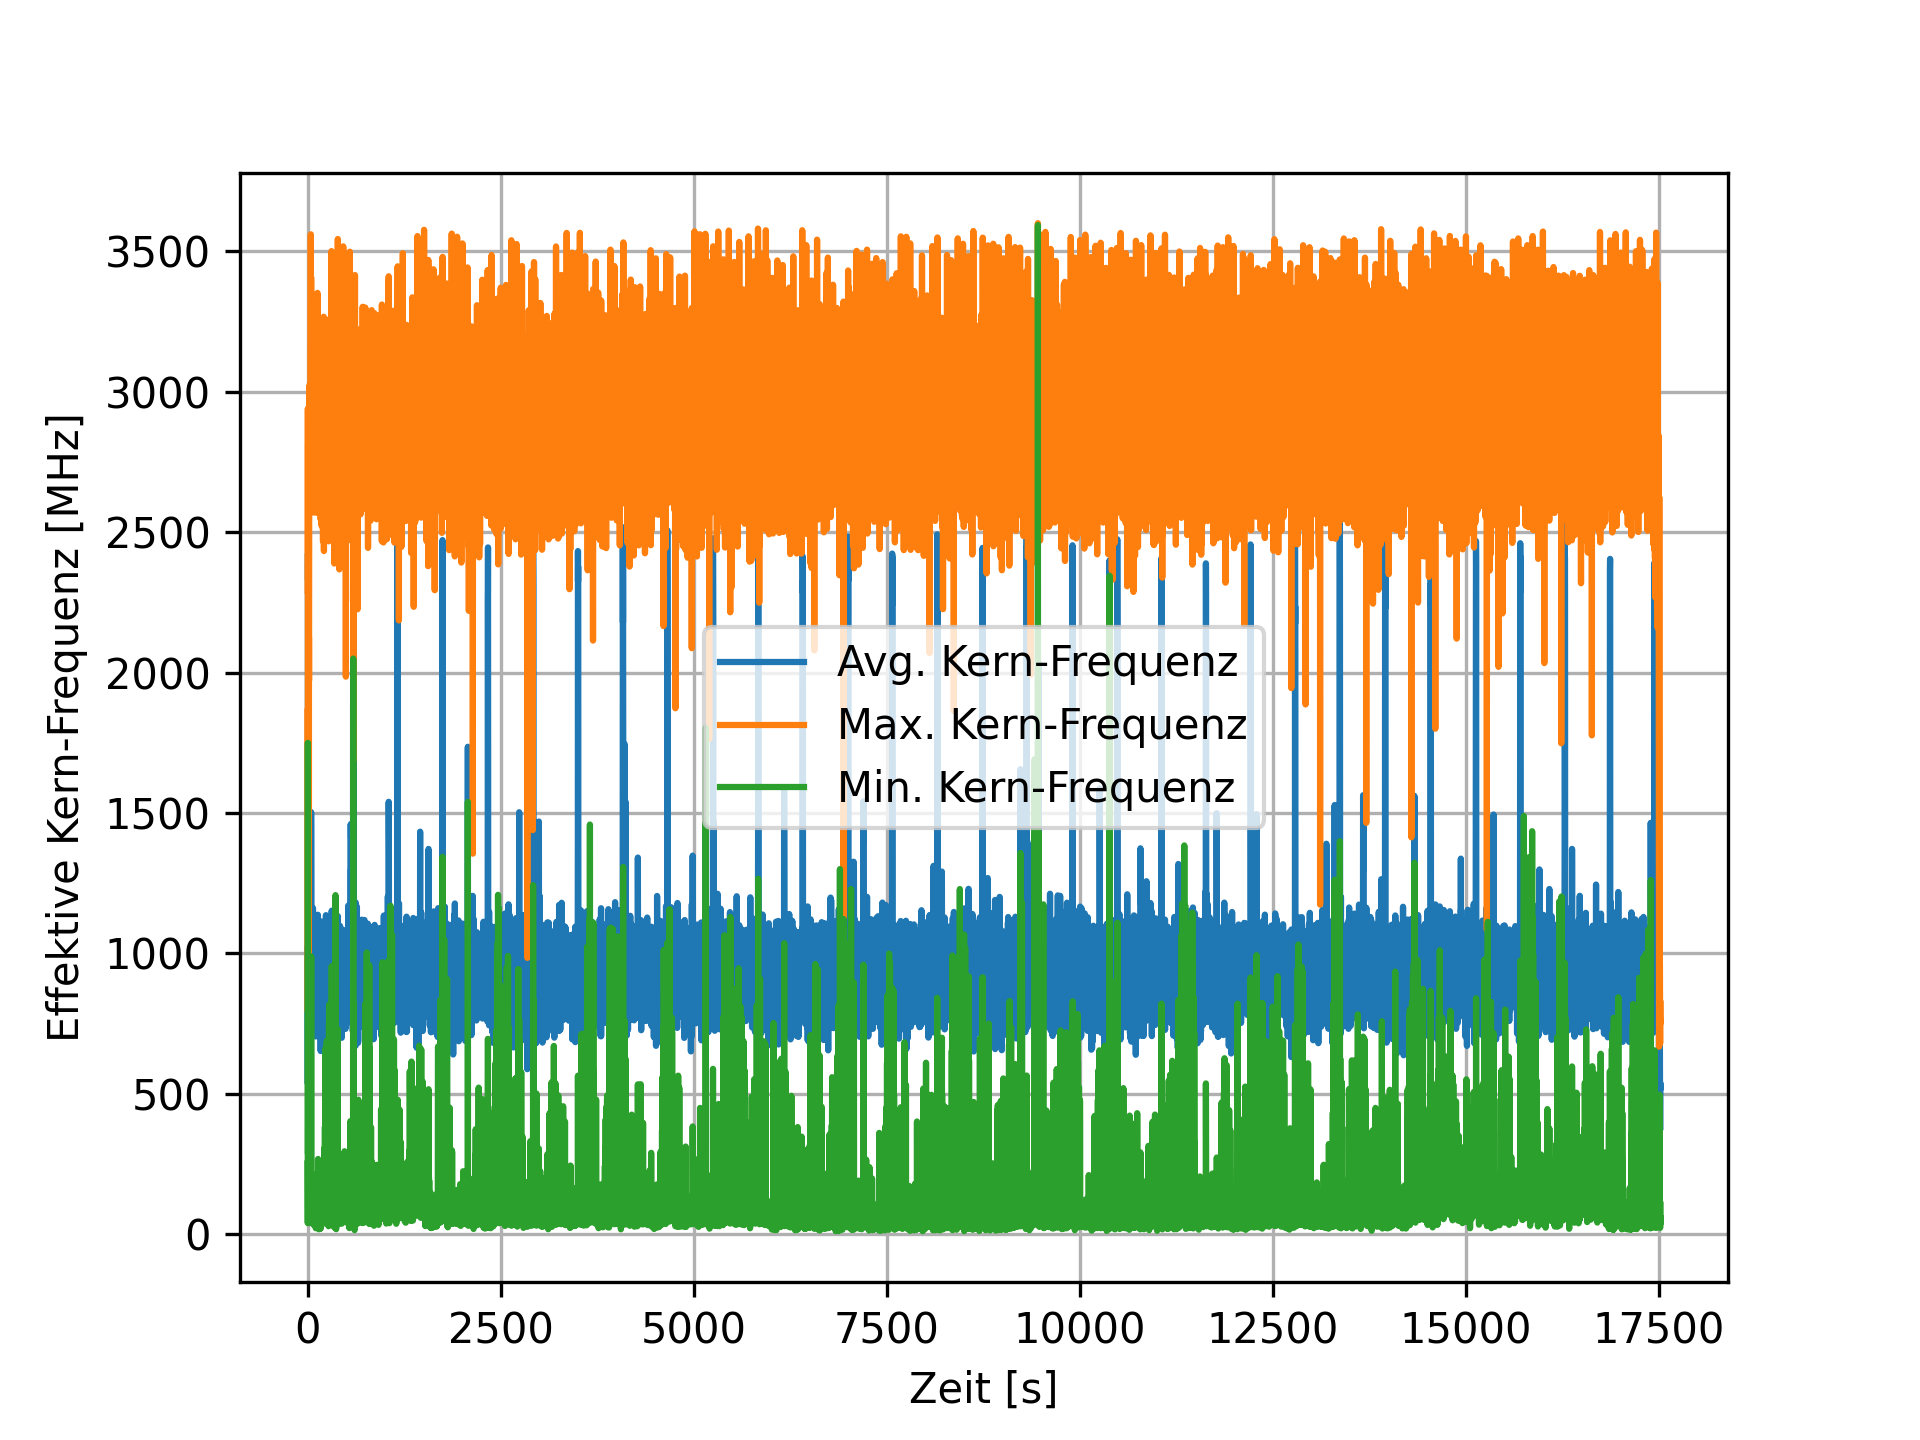 Effektive Kern-Frequenz [MHz]
3500
3000
2500
2000
1500
1000
500
0
Avg. Kern-Frequenz
Max. Kern-Frequenz
Min. Kern-Frequenz
0 2500 5000 7500 10000 12500 15000 17500
Zeit [s]